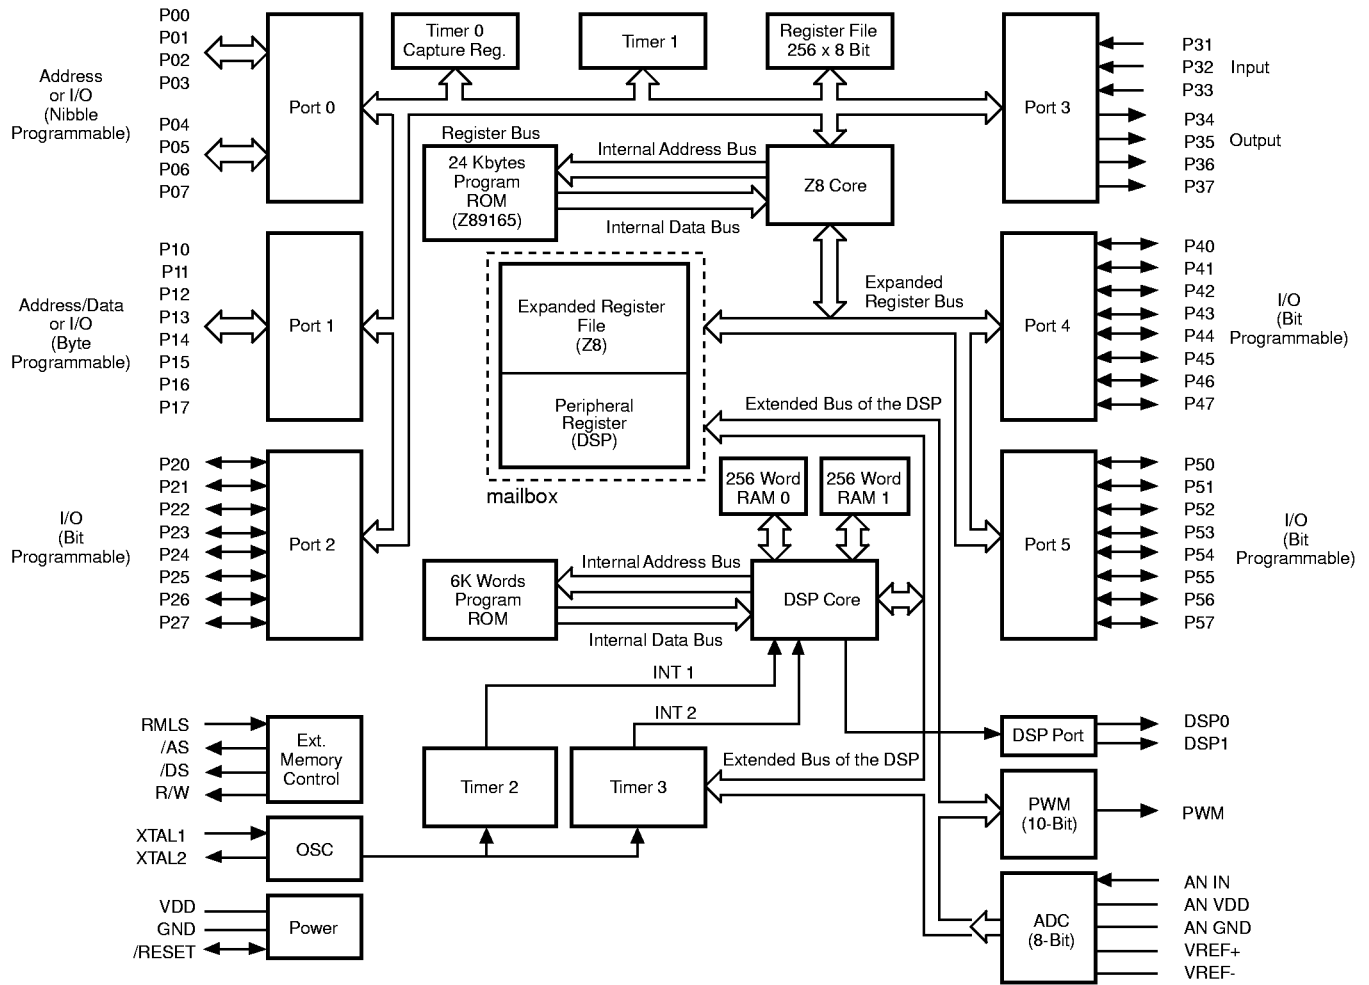 P00
P01
P02
P03
Address
or I/O
(Nibble
Programmable)
P04
P05
P06
P07
Port 0
Timer 0
Capture Reg.
Timer 1
Register File
256 x 8 Bit
Port 3
P31
P32
P33
Input
P34
P35
P36
P37
Output
Register Bus
24 Kbytes
Program
ROM
(Z89165)
Internal Address Bus
Internal Data Bus
Z8 Core
P10
P11
P12
P13
P14
P15
P16
P17
Address/Data
or I/O
(Byte
Programmable)
Port 1
Expanded Register
File
(Z8)
Peripheral
Register
(DSP)
mailbox
Expanded
Register Bus
Extended Bus of the DSP
Port 4
P40
P41
P42
P43
P44
P45
P46
P47
I/O
(Bit
Programmable)
P20
P21
P22
P23
P24
P25
P26
P27
I/O
(Bit
Programmable)
Port 2
256 Word
RAM 0
256 Word
RAM 1
6K Words
Program
ROM
Internal Address Bus
Internal Data Bus
DSP Core
Port 5
P50
P51
P52
P53
P54
P55
P56
P57
I/O
(Bit
Programmable)
INT 1
INT 2
RMLS
/AS
/DS
R/W
Ext.
Memory
Control
Timer 2
Timer 3
Extended Bus of the DSP
DSP Port
DSP0
DSP1
PWM
(10-Bit)
PWM
XTAL1
XTAL2
OSC
VDD
GND
/RESET
Power
ADC
(8-Bit)
AN IN
AN VDD
AN GND
VREF+
VREF-